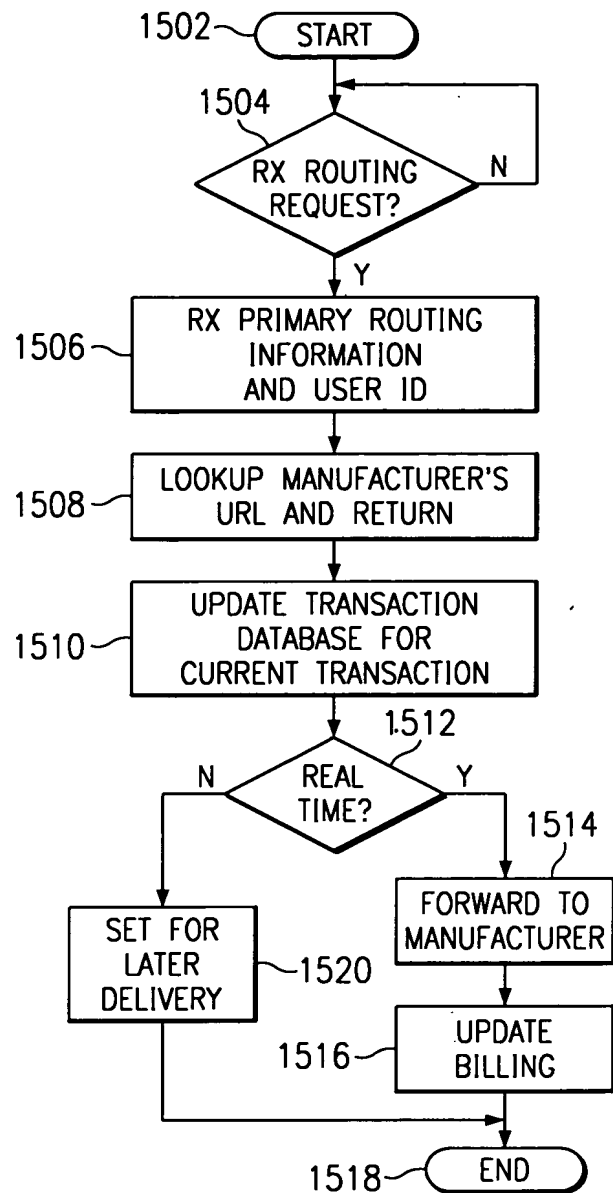 1502
START
1504
RX ROUTING
REQUEST?
N
Y
1506
RX PRIMARY ROUTING
INFORMATION
AND USER ID
1508
LOOKUP MANUFACTURER'S
URL AND RETURN
1510
UPDATE TRANSACTION
DATABASE FOR
CURRENT TRANSACTION
1512
N
REAL
TIME?
Y
1514
FORWARD TO
MANUFACTURER
SET FOR
LATER
DELIVERY
1520
1516
UPDATE
BILLING
1518
END